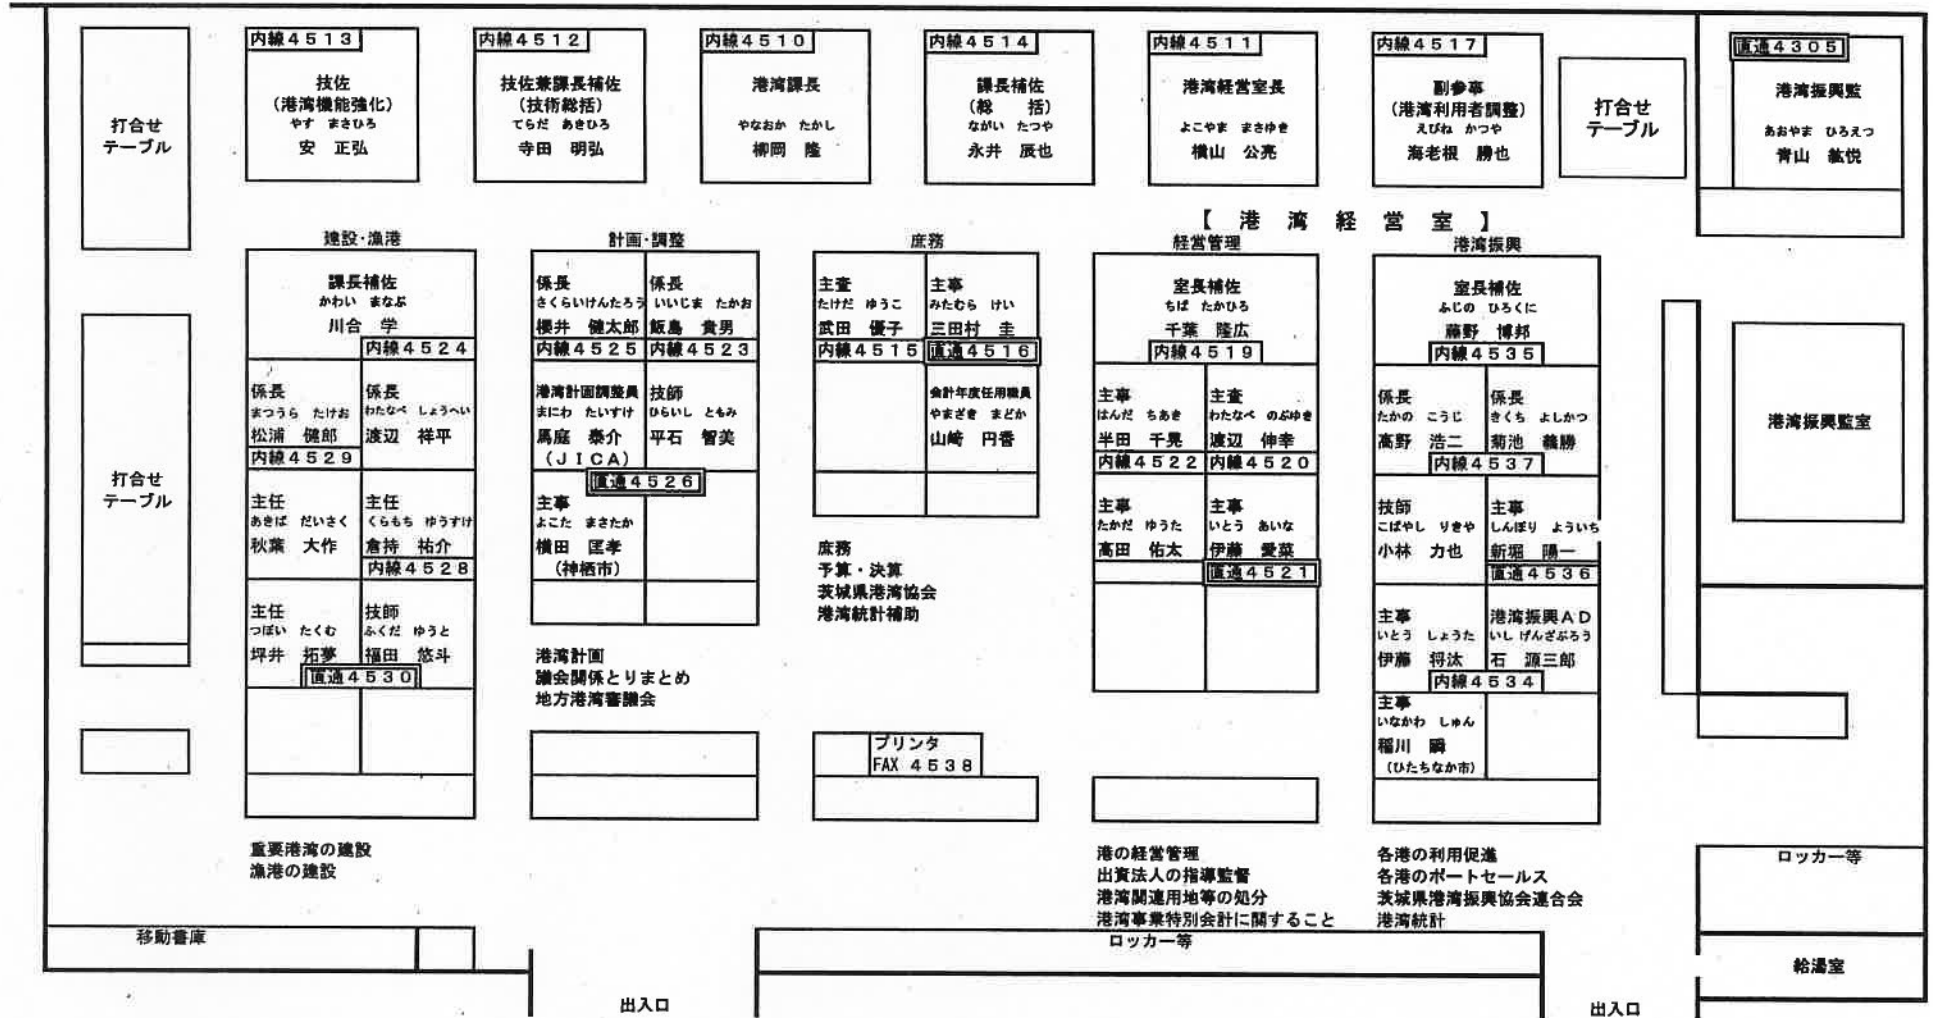 内線4513
技佐
(港湾機能強化)
やす　まさひろ
安　正弘
内線4512
技佐兼課長補佐
(技術総括)
てらだ　あきひろ
寺田　明弘
内線4510
港湾課長
やなおか　たかし
柳岡　隆
内線4514
課長補佐
(総　　括)
ながい　たつや
永井　辰也
内線4511
港湾経営室長
よこやま　まさゆき
横山　公亮
内線4517
副参事
(港湾利用者調整)
えびね　かつや
海老根　勝也
直通4305
港湾振興監
あおやま　ひろえつ
青山　紘悦
打合せ
テーブル
打合せ
テーブル
打合せ
テーブル
【　港　湾　経　営　室　】
建設・漁港
課長補佐
かわい　まなぶ
川合　学
内線4524
係長
まつうら　たけお
松浦　健郎
内線4529
係長
わたなべ　しょうへい
渡辺　祥平
主任
あきば　だいさく
秋葉　大作
主任
くらもち　ゆうすけ
倉持　祐介
内線4528
主任
つぼい　たくむ
坪井　拓夢
技師
ふくだ　ゆうと
福田　悠斗
直通4530
重要港湾の建設
漁港の建設
計画・調整
係長
さくらいけんたろう
櫻井　健太郎
内線4525
係長
いいじま　たかお
飯島　貴男
内線4523
港湾計画調整員
まにわ　たいすけ
馬庭　泰介
(JICA)
技師
ひらいし　ともみ
平石　智美
直通4526
主事
よこた　まさたか
横田　匡孝
(神栖市)
港湾計画
議会関係とりまとめ
地方港湾審議会
庶務
主査
たけだ　ゆうこ
武田　優子
内線4515
主事
みたむら　けい
三田村　圭
直通4516
会計年度任用職員
やまざき　まどか
山﨑　円香
庶務
予算・決算
茨城県港湾協会
港湾統計補助
プリンタ
FAX 4538
経営管理
室長補佐
ちば　たかひろ
千葉　隆広
内線4519
主事
はんだ　ちあき
半田　千晃
内線4522
主査
わたなべ　のぶゆき
渡辺　伸幸
内線4520
主事
たかだ　ゆうた
高田　佑太
主事
いとう　あいな
伊藤　愛菜
直通4521
港の経営管理
出資法人の指導監督
港湾関連用地等の処分
港湾事業特別会計に関すること
港湾振興
室長補佐
ふじの　ひろくに
藤野　博邦
内線4535
係長
たかの　こうじ
高野　浩二
係長
きくち　よしかつ
菊池　義勝
内線4537
技師
こばやし　りきや
小林　力也
主事
しんぼり　よういち
新堀　陽一
直通4536
主事
いとう　しょうた
伊藤　将汰
港湾振興AD
いし　げんざぶろう
石　源三郎
内線4534
主事
いなかわ　しゅん
稲川　瞬
(ひたちなか市)
各港の利用促進
各港のポートセールス
茨城県港湾振興協会連合会
港湾統計
港湾振興監室
ロッカー等
給湯室
移動書庫
ロッカー等
出入口
出入口